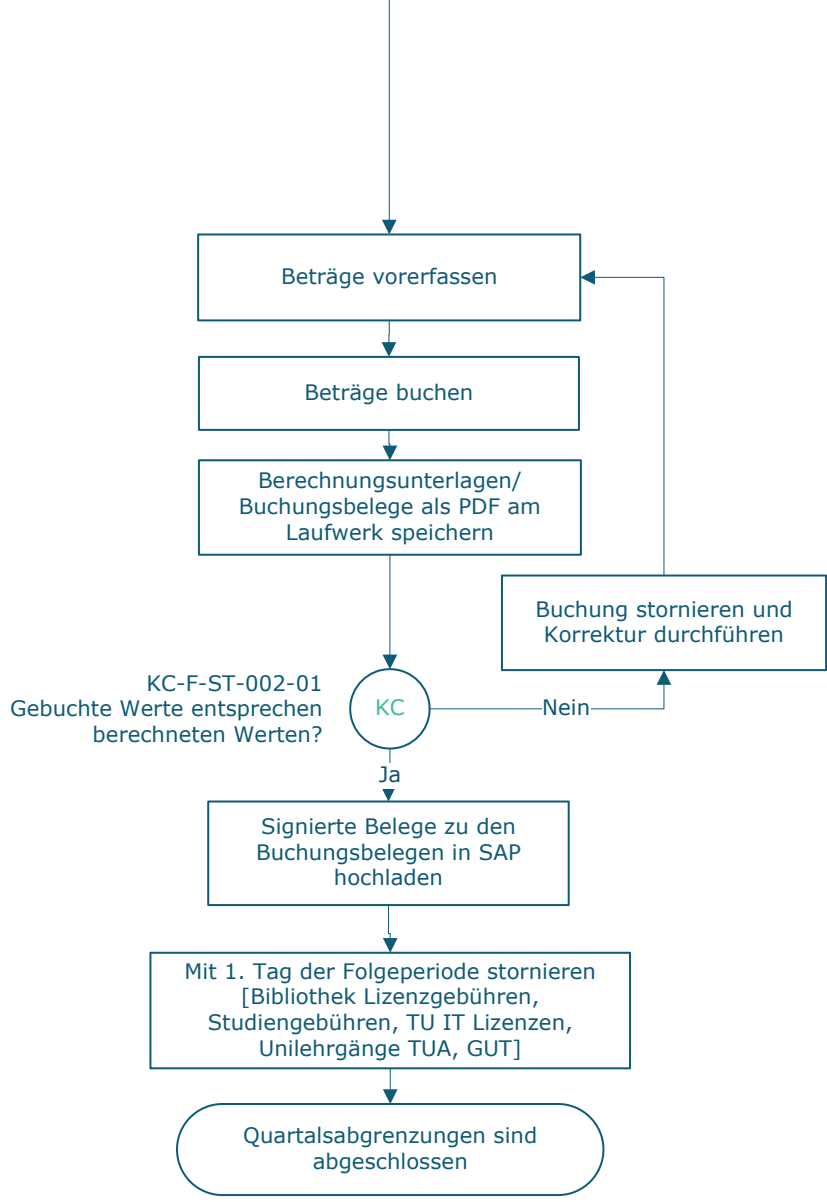 Beträge vorerfassen
Beträge buchen
Berechnungsunterlagen/
Buchungsbelege als PDF am
Laufwerk speichern
Buchung stornieren und
Korrektur durchführen
KC-F-ST-002-01
Gebuchte Werte entsprechen
berechneten Werten?
KC
Nein
Ja
Signierte Belege zu den
Buchungsbelegen in SAP
hochladen
Mit 1. Tag der Folgeperiode stornieren
[Bibliothek Lizenzgebühren,
Studiengebühren, TU IT Lizenzen,
Unilehrgänge TUA, GUT]
Quartalsabgrenzungen sind
abgeschlossen